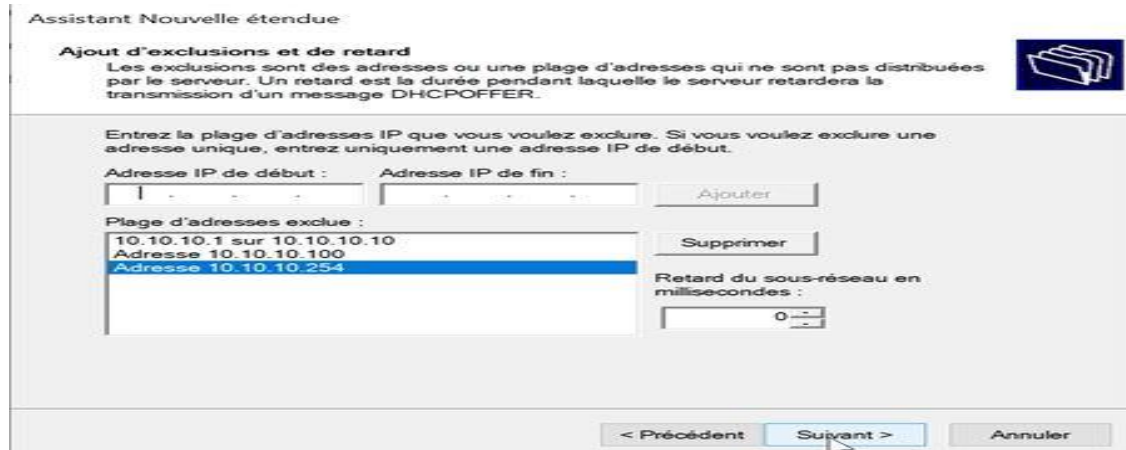 Assistant Nouvelle étendue
Ajout d'exclusions et de retard
Les exclusions sont des adresses ou une plage d'adresses qui ne sont pas distribuées
par le serveur. Un retard est la durée pendant laquelle le serveur retardera la
transmission d'un message DHCPOFFER.
Entrez la plage d'adresses IP que vous voulez exclure. Si vous voulez exclure une
adresse unique, entrez uniquement une adresse IP de début.
Adresse IP de début : Adresse IP de fin :
Ajouter
Plage d'adresses exclue :
10.10.10.1 sur 10.10.10.10
Adresse 10.10.10.100
Adresse 10.10.10.254
Supprimer
Retard du sous-réseau en
millisecondes :
0
< Précédent Suivant > Annuler